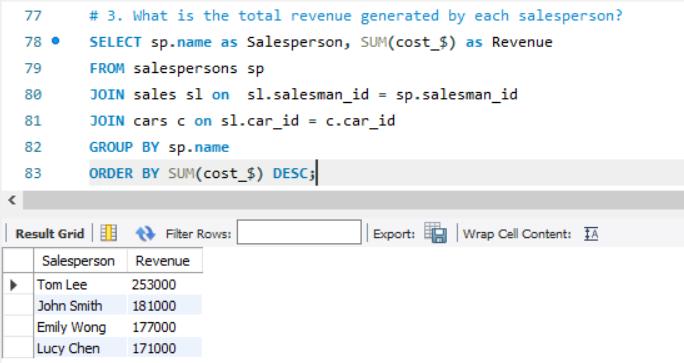 77 # 3. What is the total revenue generated by each salesperson?
78 SELECT sp.name as Salesperson, SUM(cost_$) as Revenue
79 FROM salespersons sp
80 JOIN sales sl on  sl.salesman_id = sp.salesman_id
81 JOIN cars c on sl.car_id = c.car_id
82 GROUP BY sp.name
83 ORDER BY SUM(cost_$) DESC;
Result Grid Filter Rows: Export: Wrap Cell Content: IA
Salesperson Revenue
Tom Lee 253000
John Smith 181000
Emily Wong 177000
Lucy Chen 171000